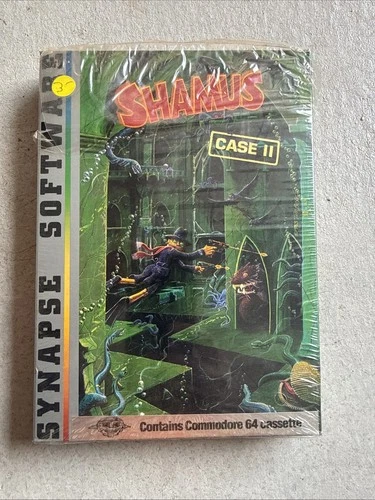 SHAMUS
CASE II
SYNAPSE SOFTWARE
Contains Commodore 64 cassette